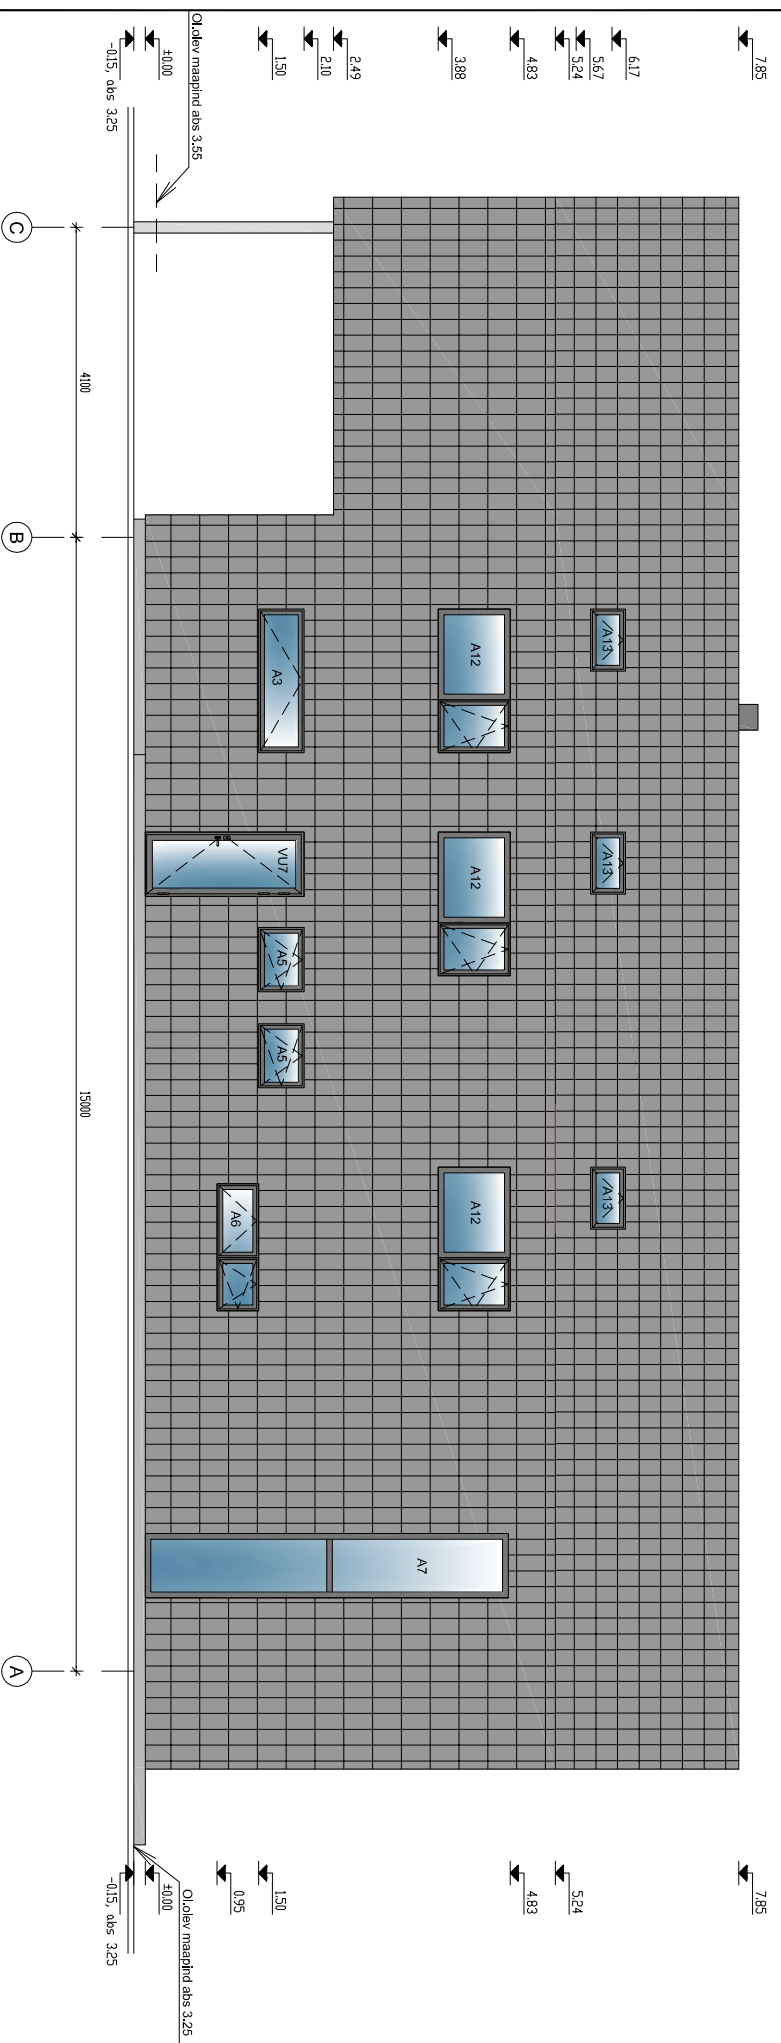 7.85
6.17
5.67
5.24
4.83
3.88
2.49
2.10
1.50
±0.00
-0.15, abs 3.25
Ol.olev maapind abs 3.55
A13
A13
A13
A12
A12
A12
A3
VU7
A5
A5
A6
A7
7.85
5.24
4.83
1.50
0.95
±0.00
-0.15, abs 3.25
Ol.olev maapind abs 3.25
4100
15000
C
B
A